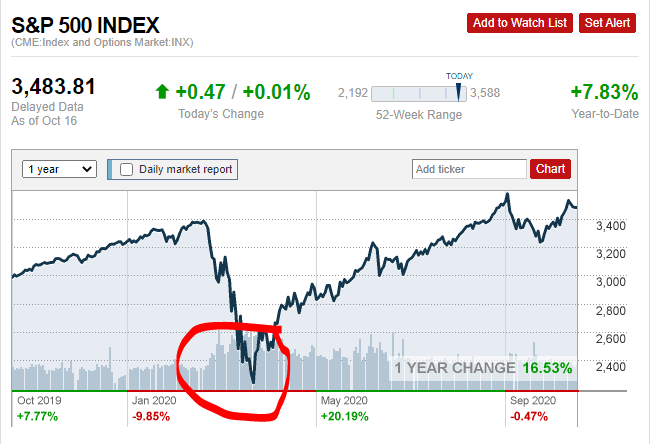 S&P 500 INDEX
(CME:Index and Options Market:INX)
Add to Watch List
Set Alert
3,483.81
Delayed Data
As of Oct 16
+0.47 / +0.01%
Today's Change
TODAY
2,192
3,588
52-Week Range
+7.83%
Year-to-Date
1 year
Daily market report
Add ticker
Chart
3,400
3,200
3,000
2,800
2,600
2,400
1 YEAR CHANGE 16.53%
Oct 2019
Jan 2020
May 2020
Sep 2020
+7.77%
-9.85%
+20.19%
-0.47%